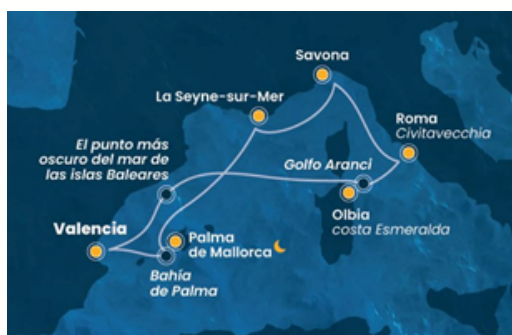 Savona
La Seyne-sur-Mer
Roma
Civitavecchia
El punto más
oscuro del mar de
las islas Baleares
Golfo Aranci
Valencia
Olbia
costa Esmeralda
Palma
de Mallorca
Bahía
de Palma